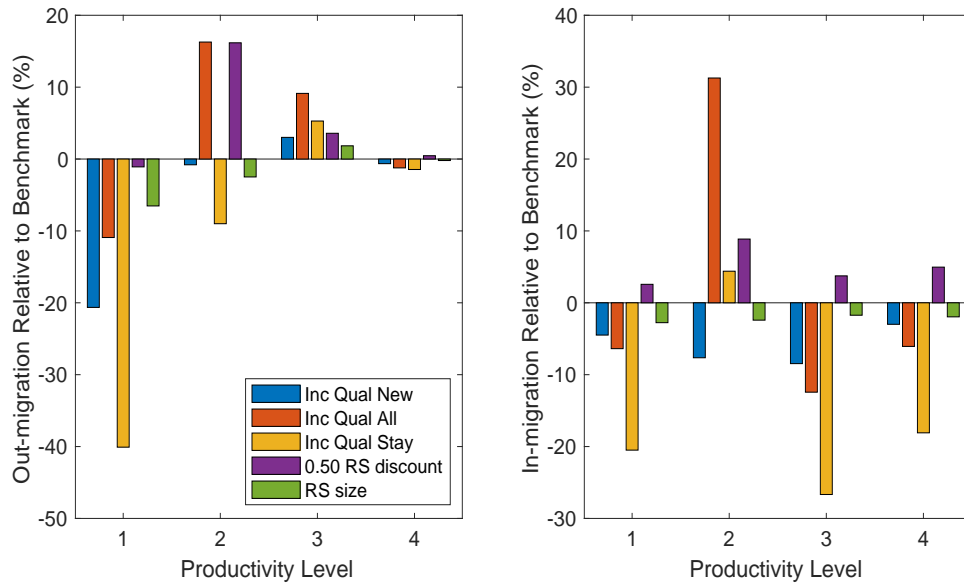 Out-migration Relative to Benchmark (%)
20
10
0
-10
-20
-30
-40
-50
1 2 3 4
Productivity Level
Inc Qual New
Inc Qual All
Inc Qual Stay
0.50 RS discount
RS size
In-migration Relative to Benchmark (%)
40
30
20
10
0
-10
-20
-30
1 2 3 4
Productivity Level